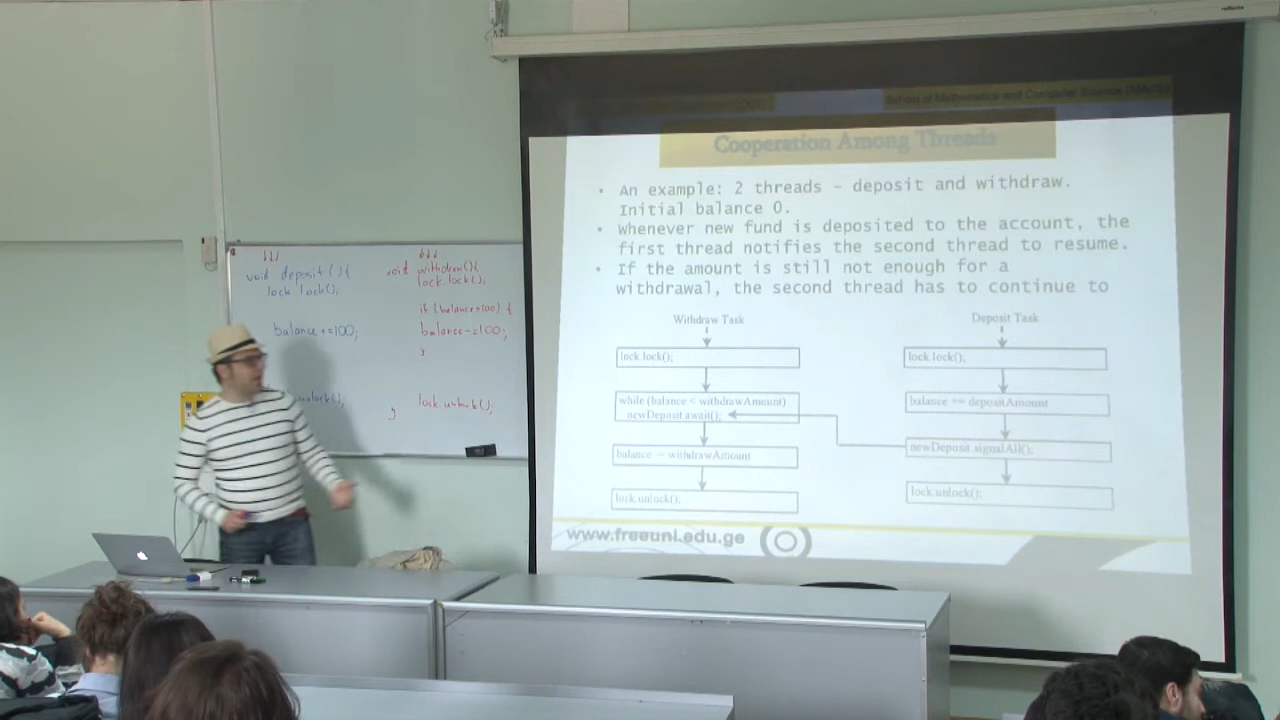 School of Mathematics and Computer Science
Cooperation Among Threads
• An example: 2 threads – deposit and withdraw.
Initial balance 0.
• Whenever new fund is deposited to the account, the
first thread notifies the second thread to resume.
• If the amount is still not enough for a
withdrawal, the second thread has to continue to
Withdraw Task
lock.lock();
while (balance < withdrawAmount)
newDeposit.await();
balance -= withdrawAmount
lock.unlock();
Deposit Task
lock.lock();
balance += depositAmount
newDeposit.signalAll();
lock.unlock();
www.freeuni.edu.ge
void deposit(){
lock.lock();
balance+=100;
unlock();
void withdraw(){
lock.lock();
if (balance>100) {
balance-=100;
}
lock.unlock();
}